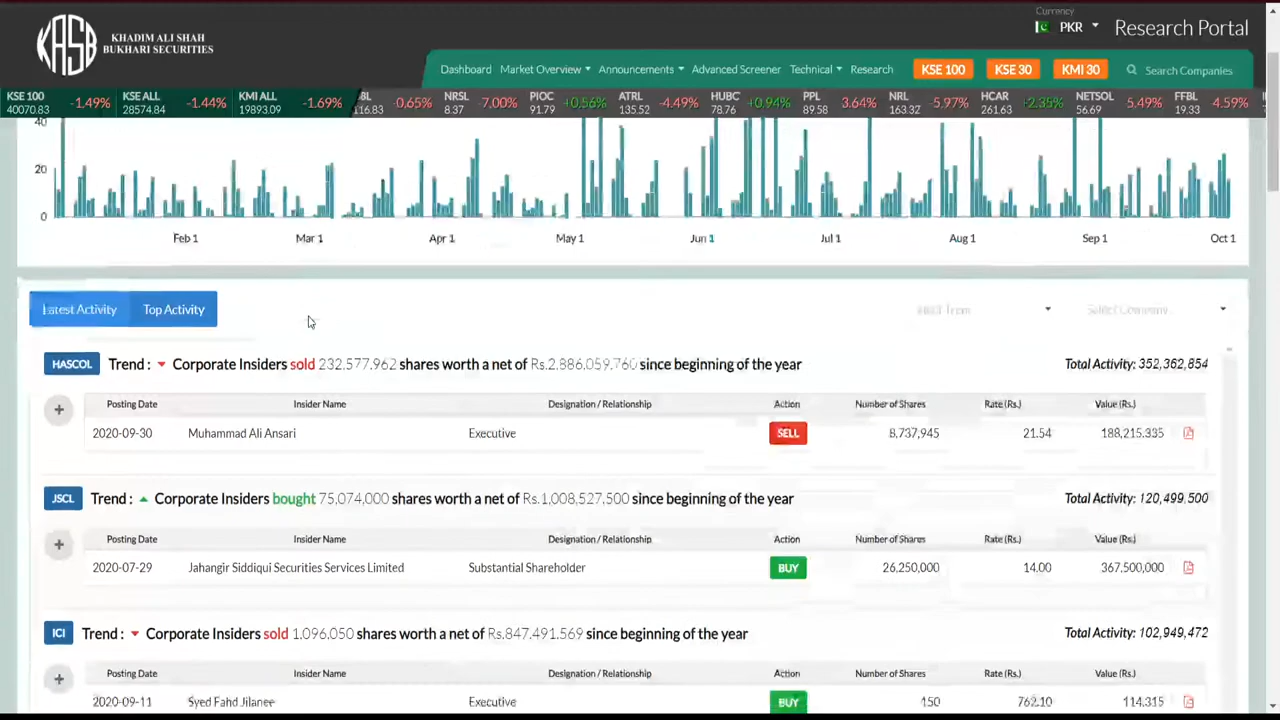 Currency
KHADIM ALI SHAH
BUKHARI SECURITIES
KASB
PKR
Research Portal
Dashboard Market Overview Announcements Advanced Screener Technical Research KSE 100 KSE 30 KMI 30 Search Companies
KSE 100 40070.83 -1.49% KSE ALL 28574.84 -1.44% KMI ALL 19893.09 -1.69% BL 116.83 -0.65% NRSL 8.37 -7.00% PIOC 91.79 +0.56% ATRL 135.52 -4.49% HUBC 78.76 +0.94% PPL 89.58 3.64% NRL 163.32 -5.97% HCAR 261.63 +2.35% NETSOL 56.69 5.49% FFBL 19.33 4.59%
40
20
0
Feb 1 Mar 1 Apr 1 May 1 Jun 1 Jul 1 Aug 1 Sep 1 Oct 1
Latest Activity Top Activity Select Company
HASCOL Trend : Corporate Insiders sold 232,577,962 shares worth a net of Rs.2,886,059,760 since beginning of the year Total Activity: 352,362,854
+ Posting Date Insider Name Designation / Relationship Action Number of Shares Rate (Rs.) Value (Rs.)
2020-09-30 Muhammad Ali Ansari Executive SELL 8,737,945 21.54 188,215,335
JSCL Trend : Corporate Insiders bought 75,074,000 shares worth a net of Rs.1,008,527,500 since beginning of the year Total Activity: 120,499,500
+ Posting Date Insider Name Designation / Relationship Action Number of Shares Rate (Rs.) Value (Rs.)
2020-07-29 Jahangir Siddiqui Securities Services Limited Substantial Shareholder BUY 26,250,000 14.00 367,500,000
ICI Trend : Corporate Insiders sold 1,096,050 shares worth a net of Rs.847,491,569 since beginning of the year Total Activity: 102,949,472
+ Posting Date Insider Name Designation / Relationship Action Number of Shares Rate (Rs.) Value (Rs.)
2020-09-11 Syed Fahd Jilanee Executive BUY 150 762.10 114,315